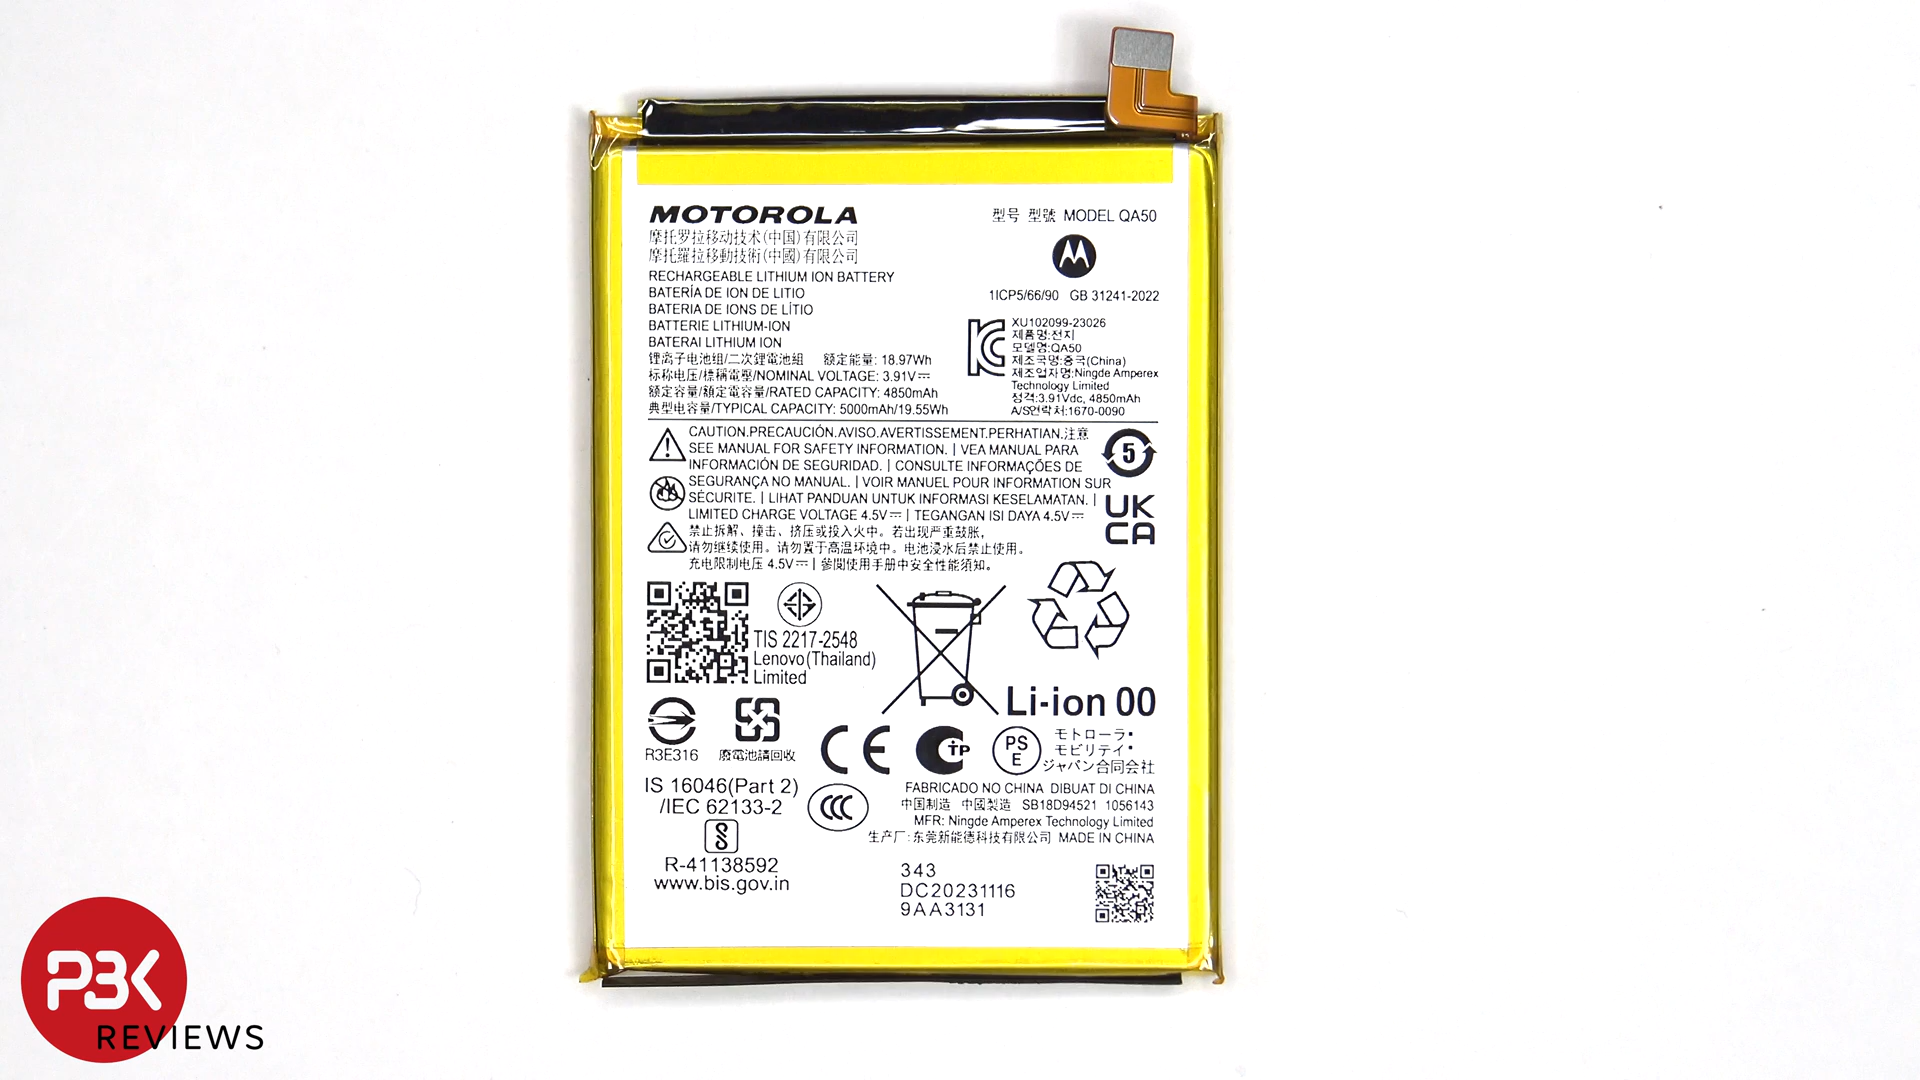 MOTOROLA
型号 型號 MODEL QA50
摩托罗拉移动技术(中国)有限公司
摩托羅拉移動技術(中國)有限公司
RECHARGEABLE LITHIUM ION BATTERY
BATERÍA DE ION DE LITIO
BATERIA DE IONS DE LÍTIO
BATTERIE LITHIUM-ION
BATERAI LITHIUM ION
锂离子电池组/二次鋰電池組 额定能量: 18.97Wh
标称电压/標稱電壓/NOMINAL VOLTAGE: 3.91V⎓
额定容量/額定電容量/RATED CAPACITY: 4850mAh
典型电容量/TYPICAL CAPACITY: 5000mAh/19.55Wh
1ICP5/66/90 GB 31241-2022
XU102099-23026
제품명:전지
모델명:QA50
제조국명:중국(China)
제조업자명:Ningde Amperex
Technology Limited
정격:3.91Vdc, 4850mAh
A/S연락처:1670-0090
CAUTION.PRECAUCIÓN.AVISO.AVERTISSEMENT.PERHATIAN.注意
SEE MANUAL FOR SAFETY INFORMATION. | VEA MANUAL PARA
INFORMACIÓN DE SEGURIDAD. | CONSULTE INFORMAÇÕES DE
SEGURANÇA NO MANUAL. | VOIR MANUEL POUR INFORMATION SUR
SÉCURITE. | LIHAT PANDUAN UNTUK INFORMASI KESELAMATAN. |
LIMITED CHARGE VOLTAGE 4.5V⎓ | TEGANGAN ISI DAYA 4.5V⎓
禁止拆解、撞击、挤压或投入火中。若出现严重鼓胀，
请勿继续使用。请勿置于高温环境中。电池浸水后禁止使用。
充电限制电压 4.5V⎓ | 參閱使用手册中安全性能須知。
5
UK
CA
TIS 2217-2548
Lenovo(Thailand)
Limited
Li-ion 00
R3E316
廢電池請回收
CE
TP
PS
E
モトローラ・
モビリティ・
ジャパン合同会社
IS 16046(Part 2)
/IEC 62133-2
CCC
R-41138592
www.bis.gov.in
FABRICADO NO CHINA DIBUAT DI CHINA
中国制造 中國製造 SB18D94521 1056143
MFR: Ningde Amperex Technology Limited
生产厂:东莞新能德科技有限公司 MADE IN CHINA
343
DC20231116
9AA3131
PBK
REVIEWS